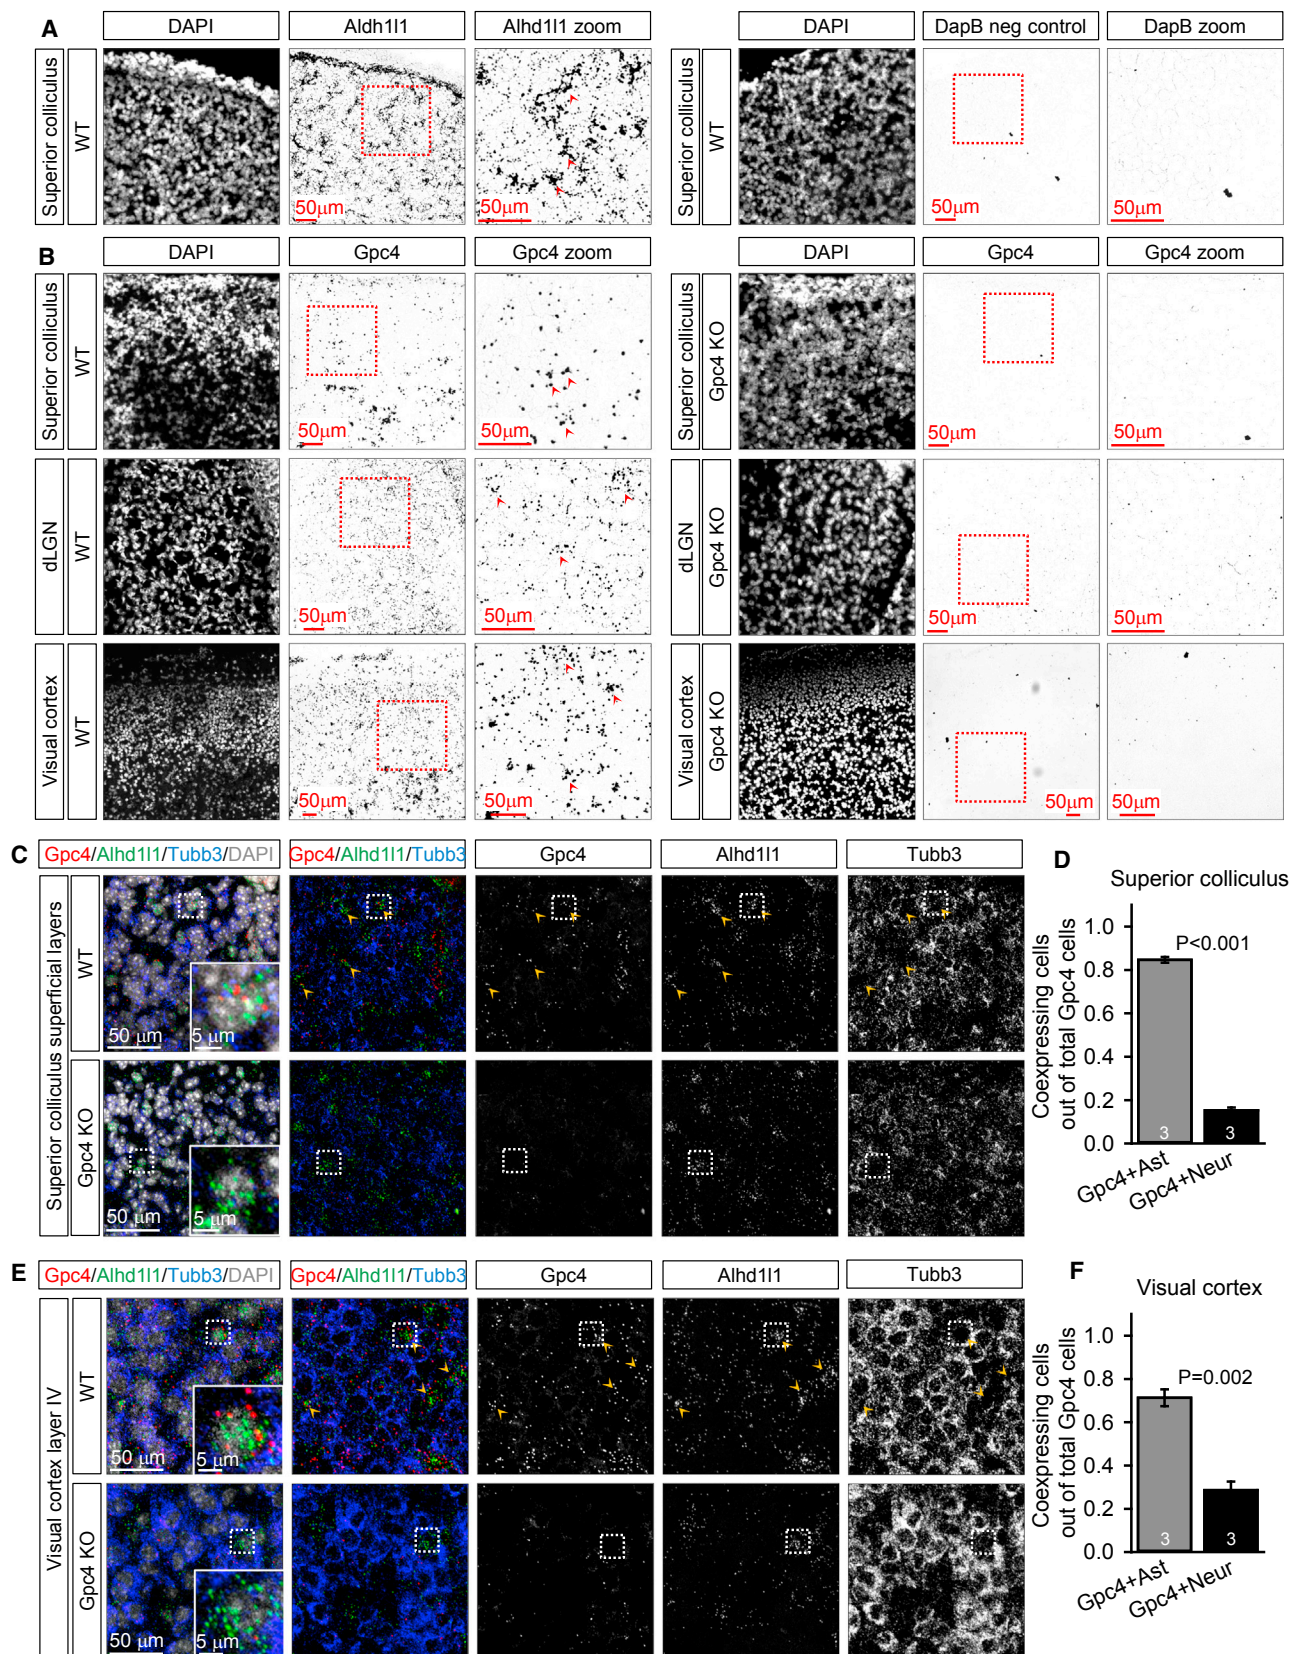 A
DAPI
Aldh1l1
Alhd1l1 zoom
DAPI
DapB neg control
DapB zoom
Superior colliculus
WT
50μm
50μm
Superior colliculus
WT
50μm
50μm
B
DAPI
Gpc4
Gpc4 zoom
DAPI
Gpc4
Gpc4 zoom
Superior colliculus
WT
50μm
50μm
Superior colliculus
Gpc4 KO
50μm
50μm
dLGN
WT
50μm
50μm
dLGN
Gpc4 KO
50μm
50μm
Visual cortex
WT
50μm
50μm
Visual cortex
Gpc4 KO
50μm
50μm
C
Gpc4/Alhd1l1/Tubb3/DAPI
Gpc4/Alhd1l1/Tubb3
Gpc4
Alhd1l1
Tubb3
Superior colliculus superficial layers
WT
50 μm
5 μm
Gpc4 KO
50 μm
5 μm
D
Superior colliculus
Coexpressing cells
out of total Gpc4 cells
1.0
0.8
0.6
0.4
0.2
0.0
P<0.001
3
3
Gpc4+Ast
Gpc4+Neur
E
Gpc4/Alhd1l1/Tubb3/DAPI
Gpc4/Alhd1l1/Tubb3
Gpc4
Alhd1l1
Tubb3
Visual cortex layer IV
WT
50 μm
5 μm
Gpc4 KO
50 μm
5 μm
F
Visual cortex
Coexpressing cells
out of total Gpc4 cells
1.0
0.8
0.6
0.4
0.2
0.0
P=0.002
3
3
Gpc4+Ast
Gpc4+Neur